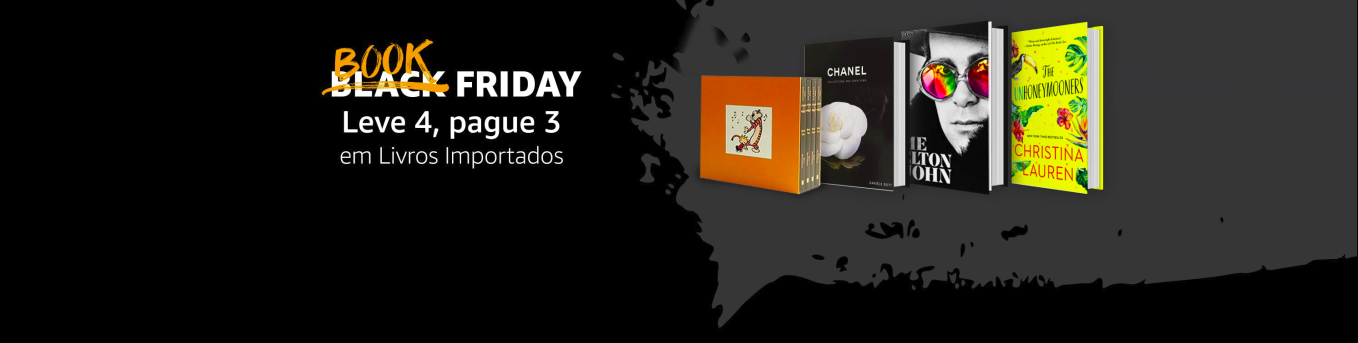 BOOK
BLACK FRIDAY
Leve 4, pague 3
em Livros Importados
CHANEL
ME
ELTON
JOHN
THE
UNHONEYMOONERS
CHRISTINA
LAUREN